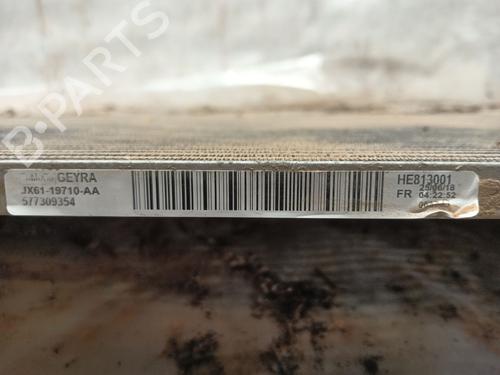 B-PARTS
GEYRA
JX61-19710-AA
577309354
HE813001
FR
25/06/18
04:22:52